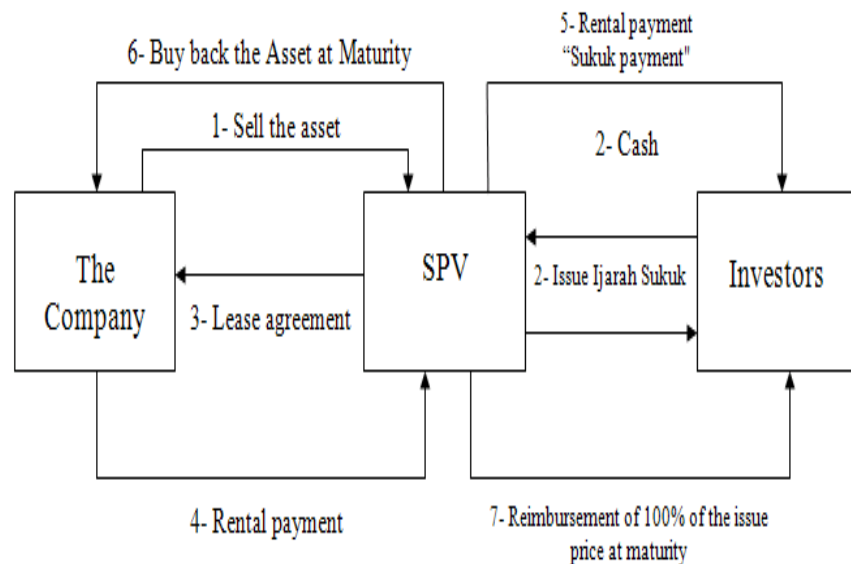 5- Rental payment
“Sukuk payment"
6- Buy back the Asset at Maturity
1- Sell the asset
2- Cash
The
Company
SPV
Investors
2- Issue Ijarah Sukuk
3- Lease agreement
4- Rental payment
7- Reimbursement of 100% of the issue
price at maturity